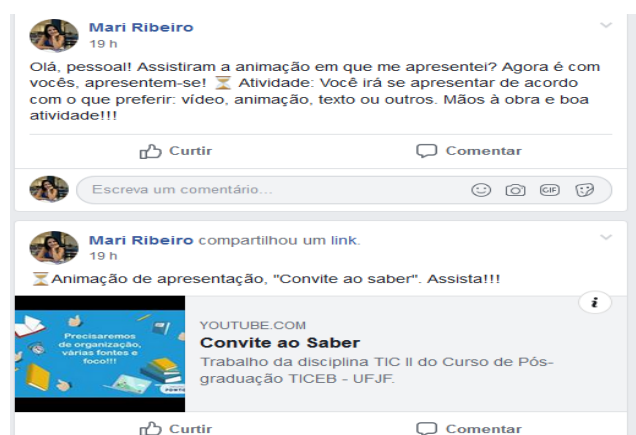 Mari Ribeiro
19 h
Olá, pessoal! Assistiram a animação em que me apresentei? Agora é com
vocês, apresentem-se! ⏳ Atividade: Você irá se apresentar de acordo
com o que preferir: vídeo, animação, texto ou outros. Mãos à obra e boa
atividade!!!
Curtir Comentar
Escreva um comentário... GIF
Mari Ribeiro compartilhou um link.
19 h
⏳Animação de apresentação, "Convite ao saber". Assista!!!
i
Precisaremos
de organização,
várias fontes e
foco!!!
YOUTUBE.COM
Convite ao Saber
Trabalho da disciplina TIC II do Curso de Pós-
graduação TICEB - UFJF.
Curtir Comentar